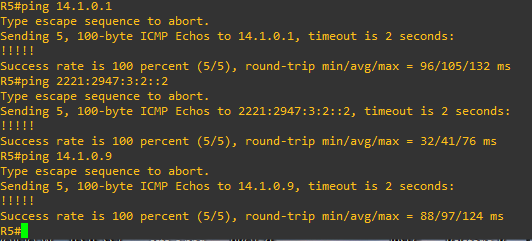 R5#ping 14.1.0.1
Type escape sequence to abort.
Sending 5, 100-byte ICMP Echos to 14.1.0.1, timeout is 2 seconds:
!!!!!
Success rate is 100 percent (5/5), round-trip min/avg/max = 96/105/132 ms
R5#ping 2221:2947:3:2::2
Type escape sequence to abort.
Sending 5, 100-byte ICMP Echos to 2221:2947:3:2::2, timeout is 2 seconds:
!!!!!
Success rate is 100 percent (5/5), round-trip min/avg/max = 32/41/76 ms
R5#ping 14.1.0.9
Type escape sequence to abort.
Sending 5, 100-byte ICMP Echos to 14.1.0.9, timeout is 2 seconds:
!!!!!
Success rate is 100 percent (5/5), round-trip min/avg/max = 88/97/124 ms
R5#